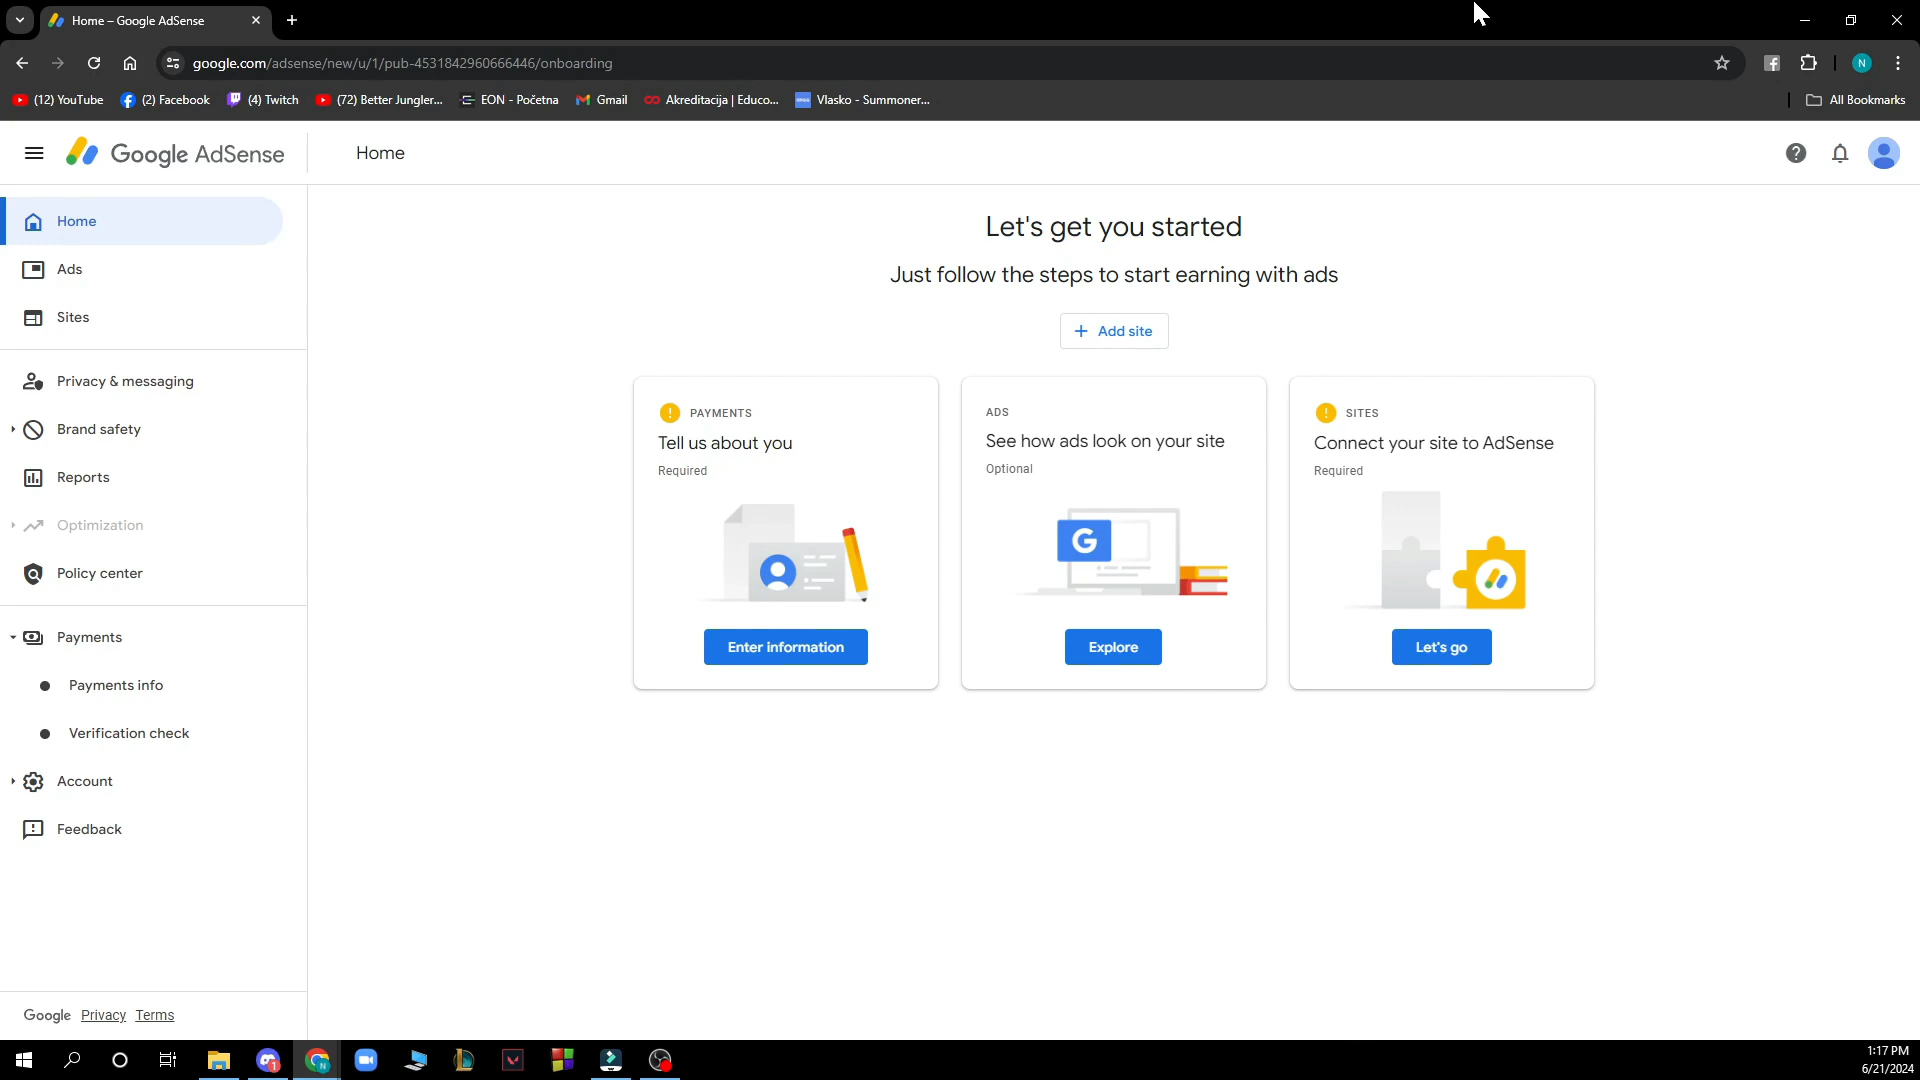 Home – Google AdSense
google.com/adsense/new/u/1/pub-4531842960666446/onboarding
N
(12) YouTube
(2) Facebook
(4) Twitch
(72) Better Jungler...
EON - Početna
Gmail
Akreditacija | Educo...
Vlasko - Summoner...
All Bookmarks
Google AdSense
Home
Home
Ads
Sites
Privacy & messaging
Brand safety
Reports
Optimization
Policy center
Payments
Payments info
Verification check
Account
Feedback
Google Privacy Terms
Let's get you started
Just follow the steps to start earning with ads
+ Add site
PAYMENTS
Tell us about you
Required
Enter information
ADS
See how ads look on your site
Optional
G
Explore
SITES
Connect your site to AdSense
Required
Let's go
1
N
1:17 PM
6/21/2024